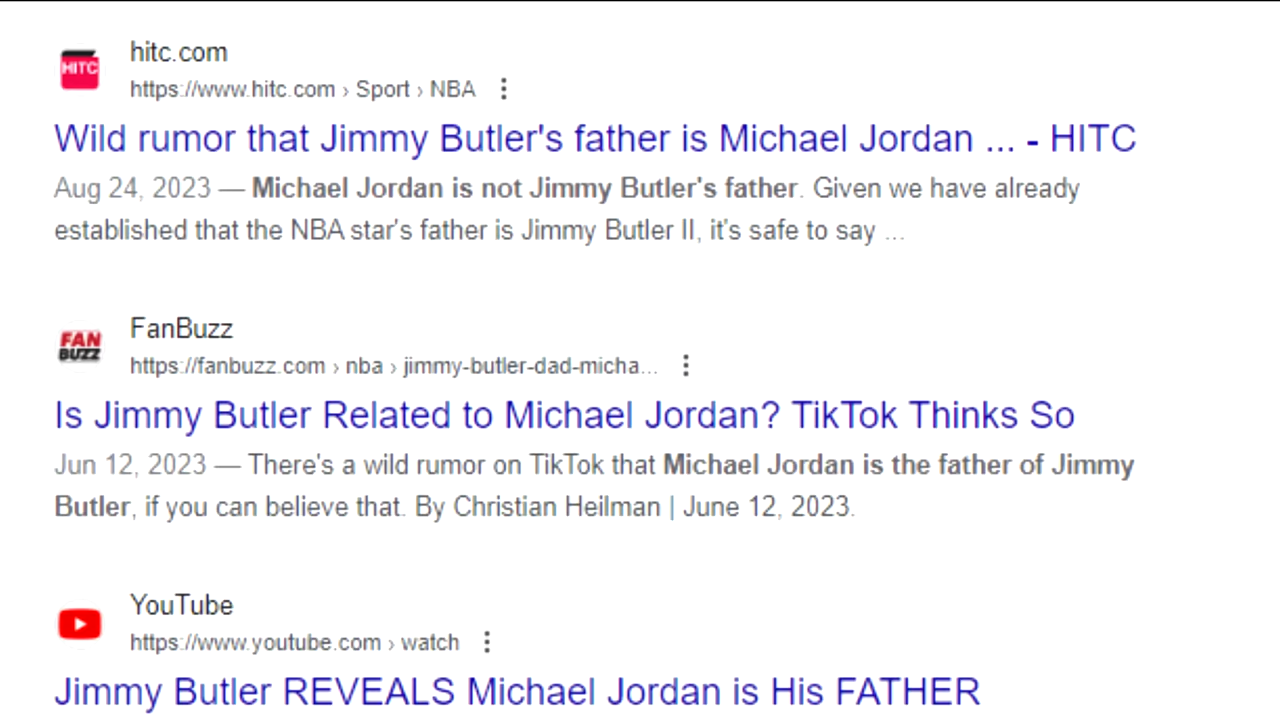 HITC
hitc.com
https://www.hitc.com › Sport › NBA
Wild rumor that Jimmy Butler's father is Michael Jordan ... - HITC
Aug 24, 2023 — Michael Jordan is not Jimmy Butler's father. Given we have already
established that the NBA star's father is Jimmy Butler II, it's safe to say ...
FAN
BUZZ
FanBuzz
https://fanbuzz.com › nba › jimmy-butler-dad-micha...
Is Jimmy Butler Related to Michael Jordan? TikTok Thinks So
Jun 12, 2023 — There's a wild rumor on TikTok that Michael Jordan is the father of Jimmy
Butler, if you can believe that. By Christian Heilman | June 12, 2023.
YouTube
https://www.youtube.com › watch
Jimmy Butler REVEALS Michael Jordan is His FATHER